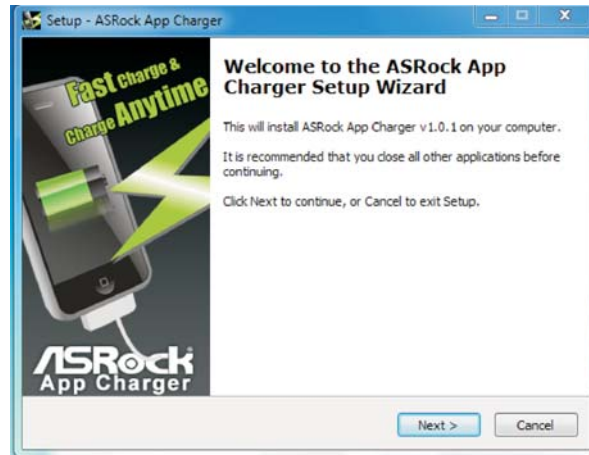 Setup - ASRock App Charger
Fast Charge &
Charge Anytime
ASRock
App Charger
Welcome to the ASRock App
Charger Setup Wizard
This will install ASRock App Charger v1.0.1 on your computer.
It is recommended that you close all other applications before
continuing.
Click Next to continue, or Cancel to exit Setup.
Next >
Cancel